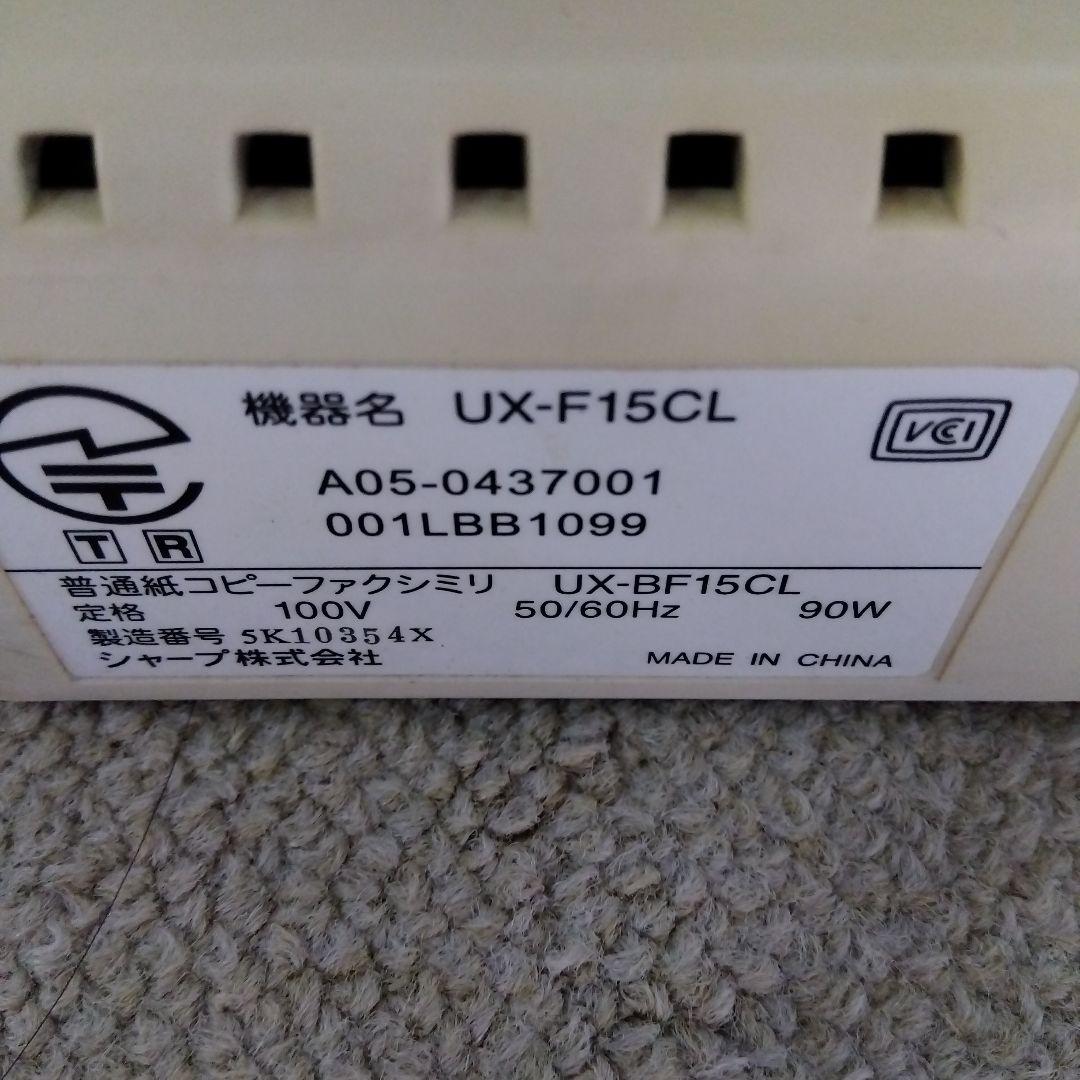 機器名 UX-F15CL
VCCI
A05-0437001
001LBB1099
T R
普通紙コピーファクシミリ UX-BF15CL
定格 100V 50/60Hz 90W
製造番号 5K10354X
シャープ株式会社 MADE IN CHINA